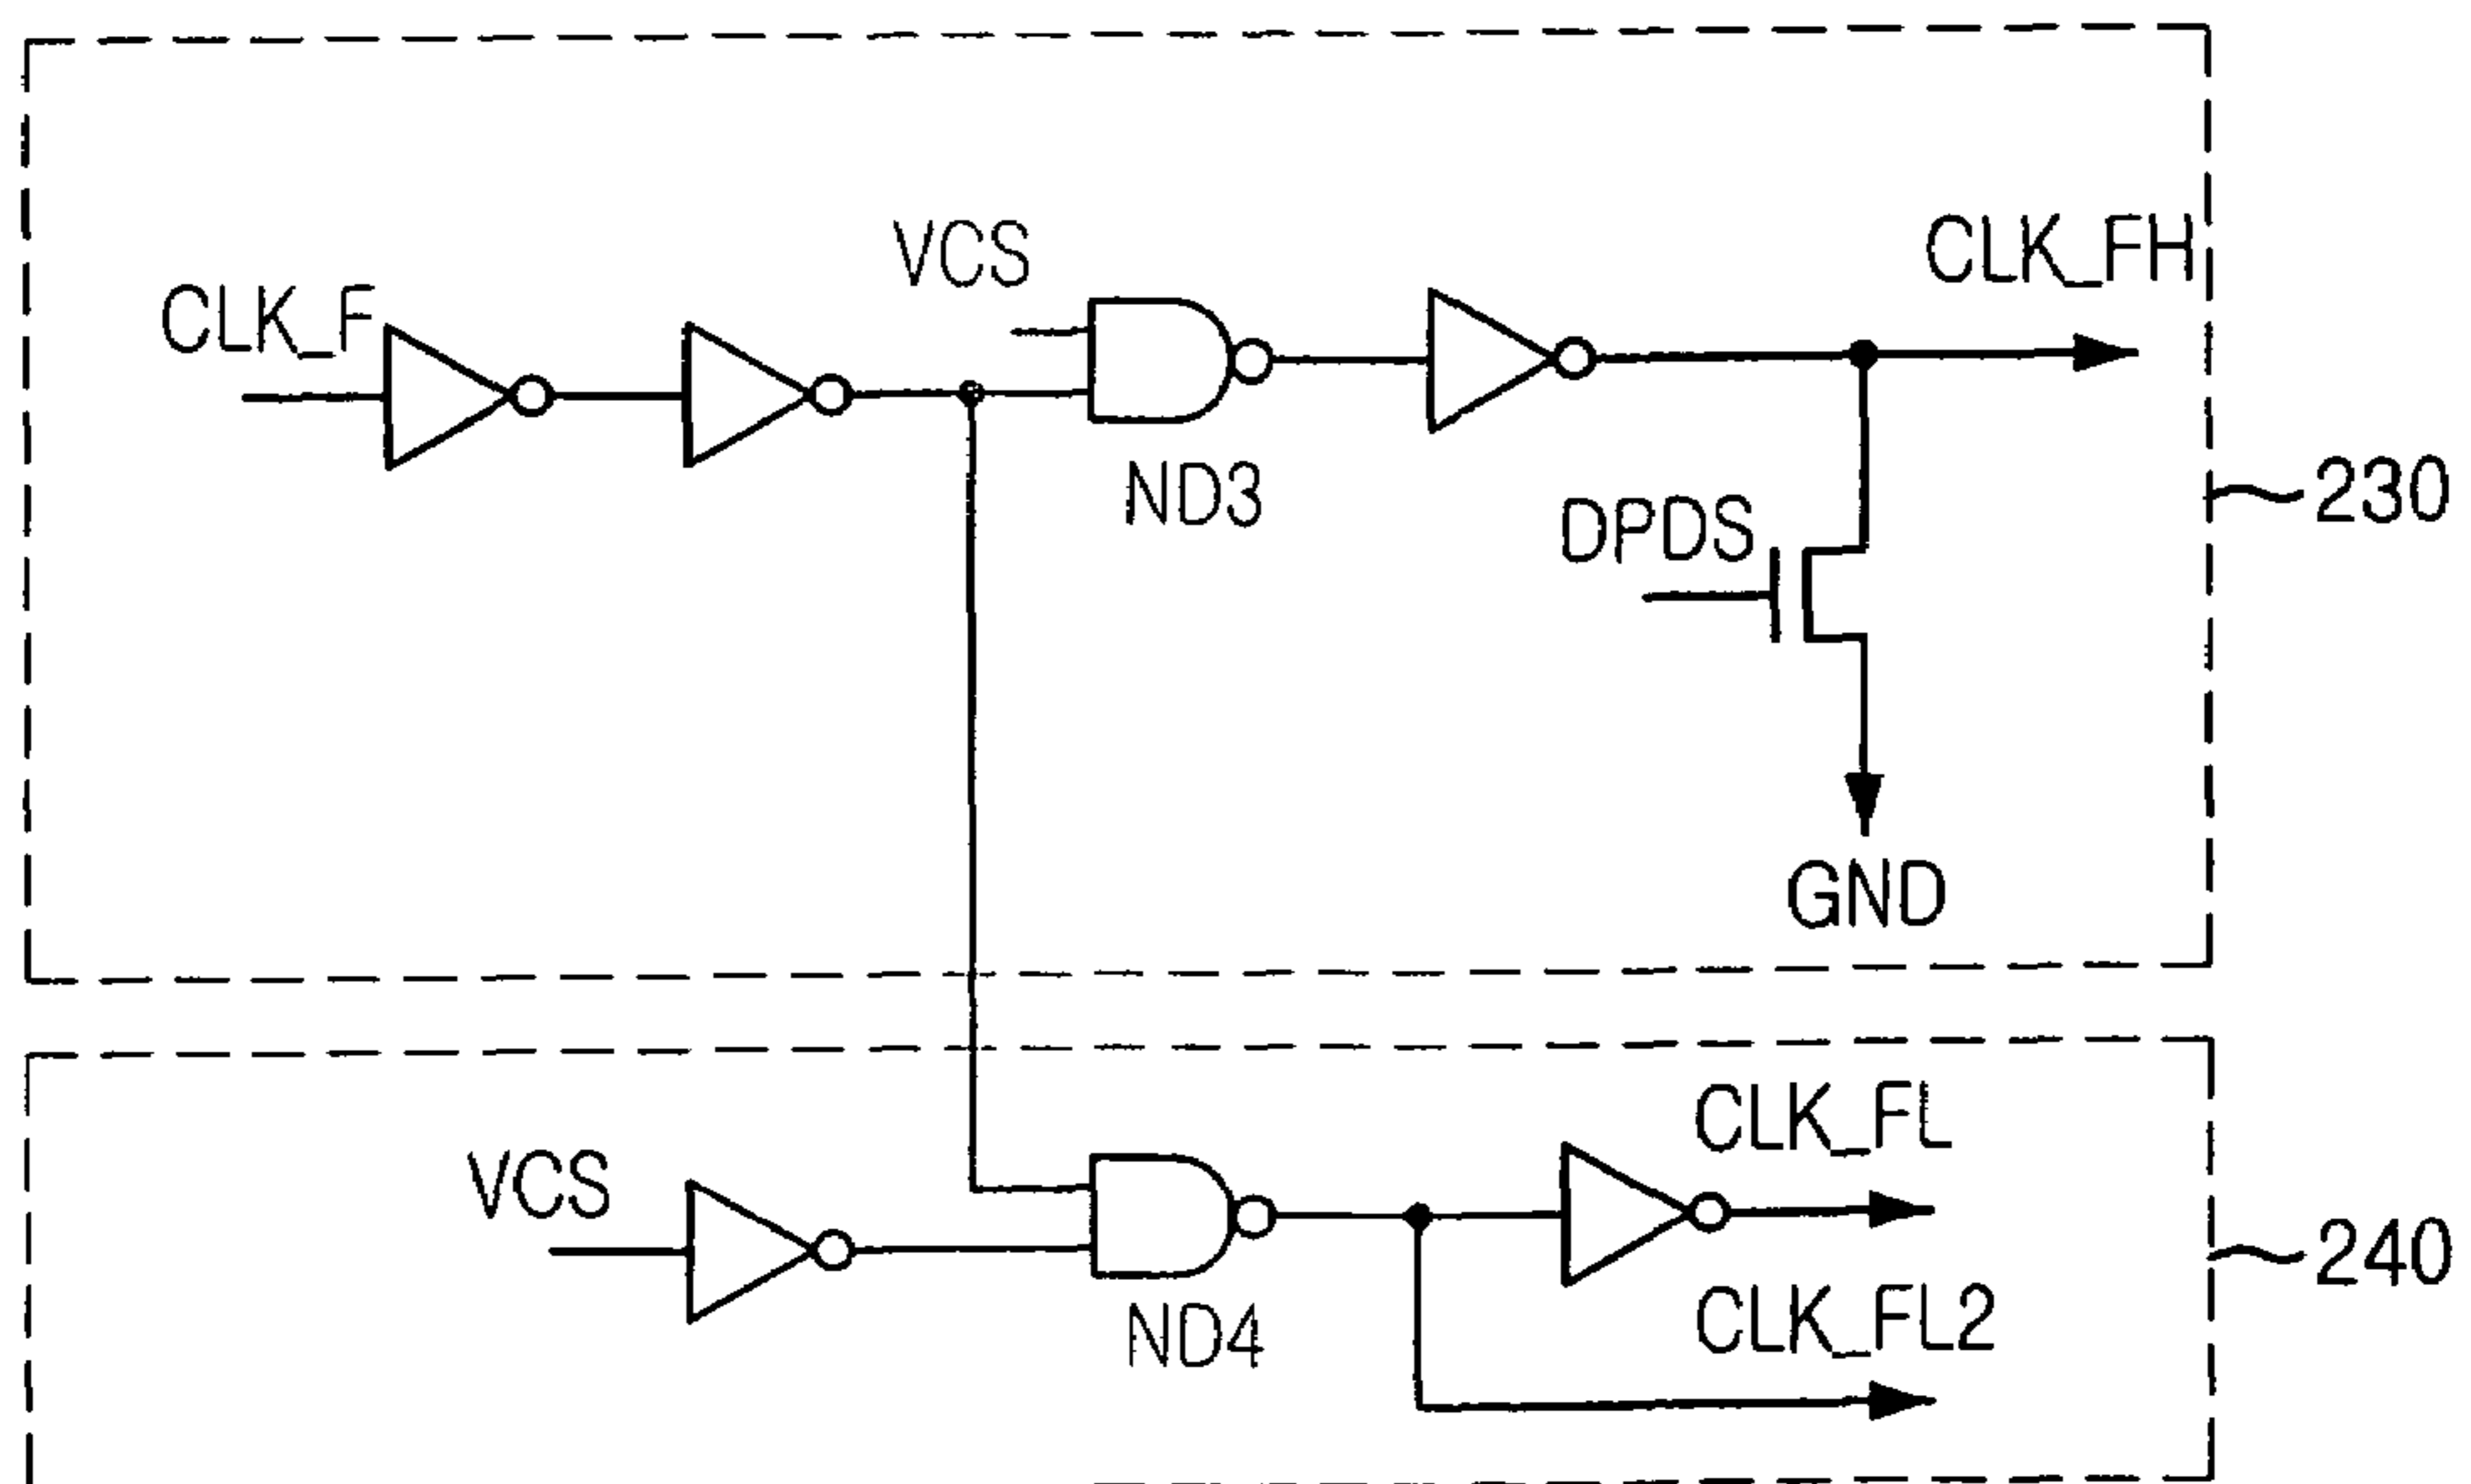 VCS
CLK_FH
CLK_F
ND3
DPDS
230
GND
CLK_FL
VCS
240
CLK_FL2
ND4